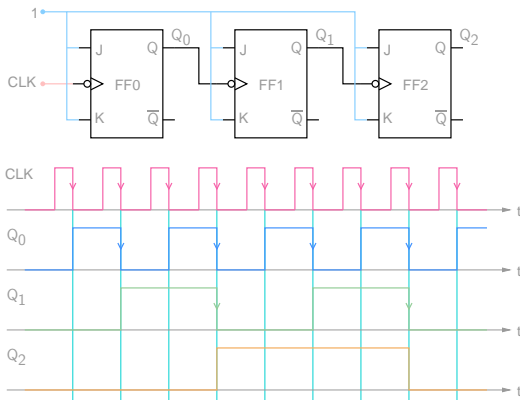 1
Q0 Q1 Q2
J Q J Q J Q
CLK FF0 FF1 FF2
K Q̅ K Q̅ K Q̅
CLK
t
Q0
t
Q1
t
Q2
t